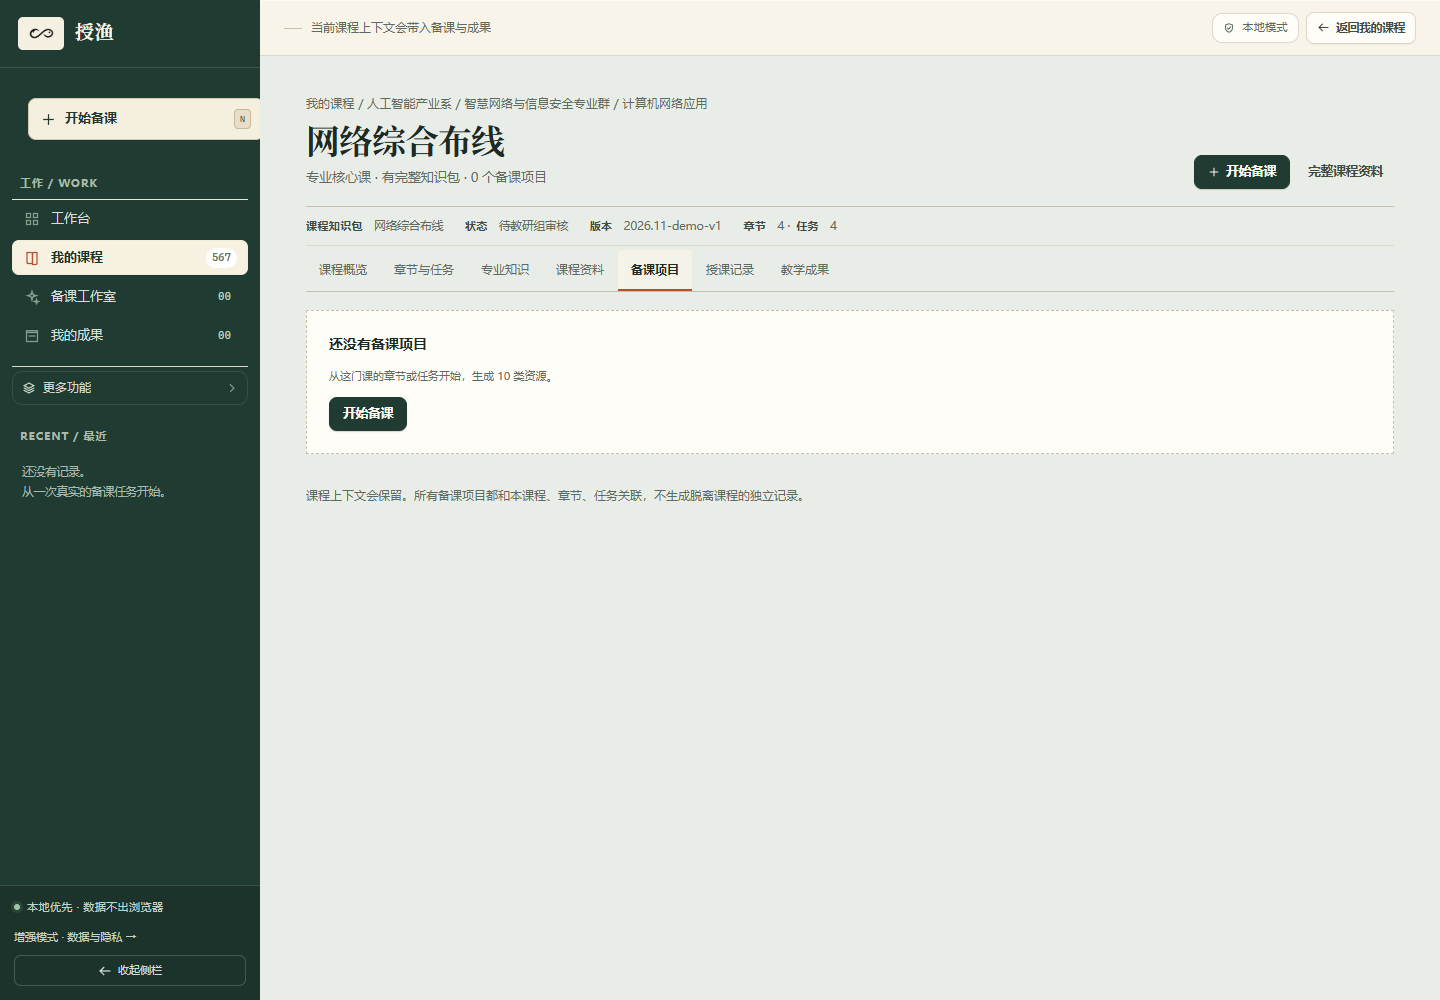 授渔
开始备课 N
工作 / WORK
工作台
我的课程 567
备课工作室 00
我的成果 00
更多功能
RECENT / 最近
还没有记录。
从一次真实的备课任务开始。
本地优先 · 数据不出浏览器
增强模式 · 数据与隐私 →
← 收起侧栏
当前课程上下文会带入备课与成果
本地模式
← 返回我的课程
我的课程 / 人工智能产业系 / 智慧网络与信息安全专业群 / 计算机网络应用
网络综合布线
专业核心课 · 有完整知识包 · 0 个备课项目
+ 开始备课
完整课程资料
课程知识包 网络综合布线 状态 待教研组审核 版本 2026.11-demo-v1 章节 4 · 任务 4
课程概览 章节与任务 专业知识 课程资料 备课项目 授课记录 教学成果
还没有备课项目
从这门课的章节或任务开始，生成 10 类资源。
开始备课
课程上下文会保留。所有备课项目都和本课程、章节、任务关联，不生成脱离课程的独立记录。